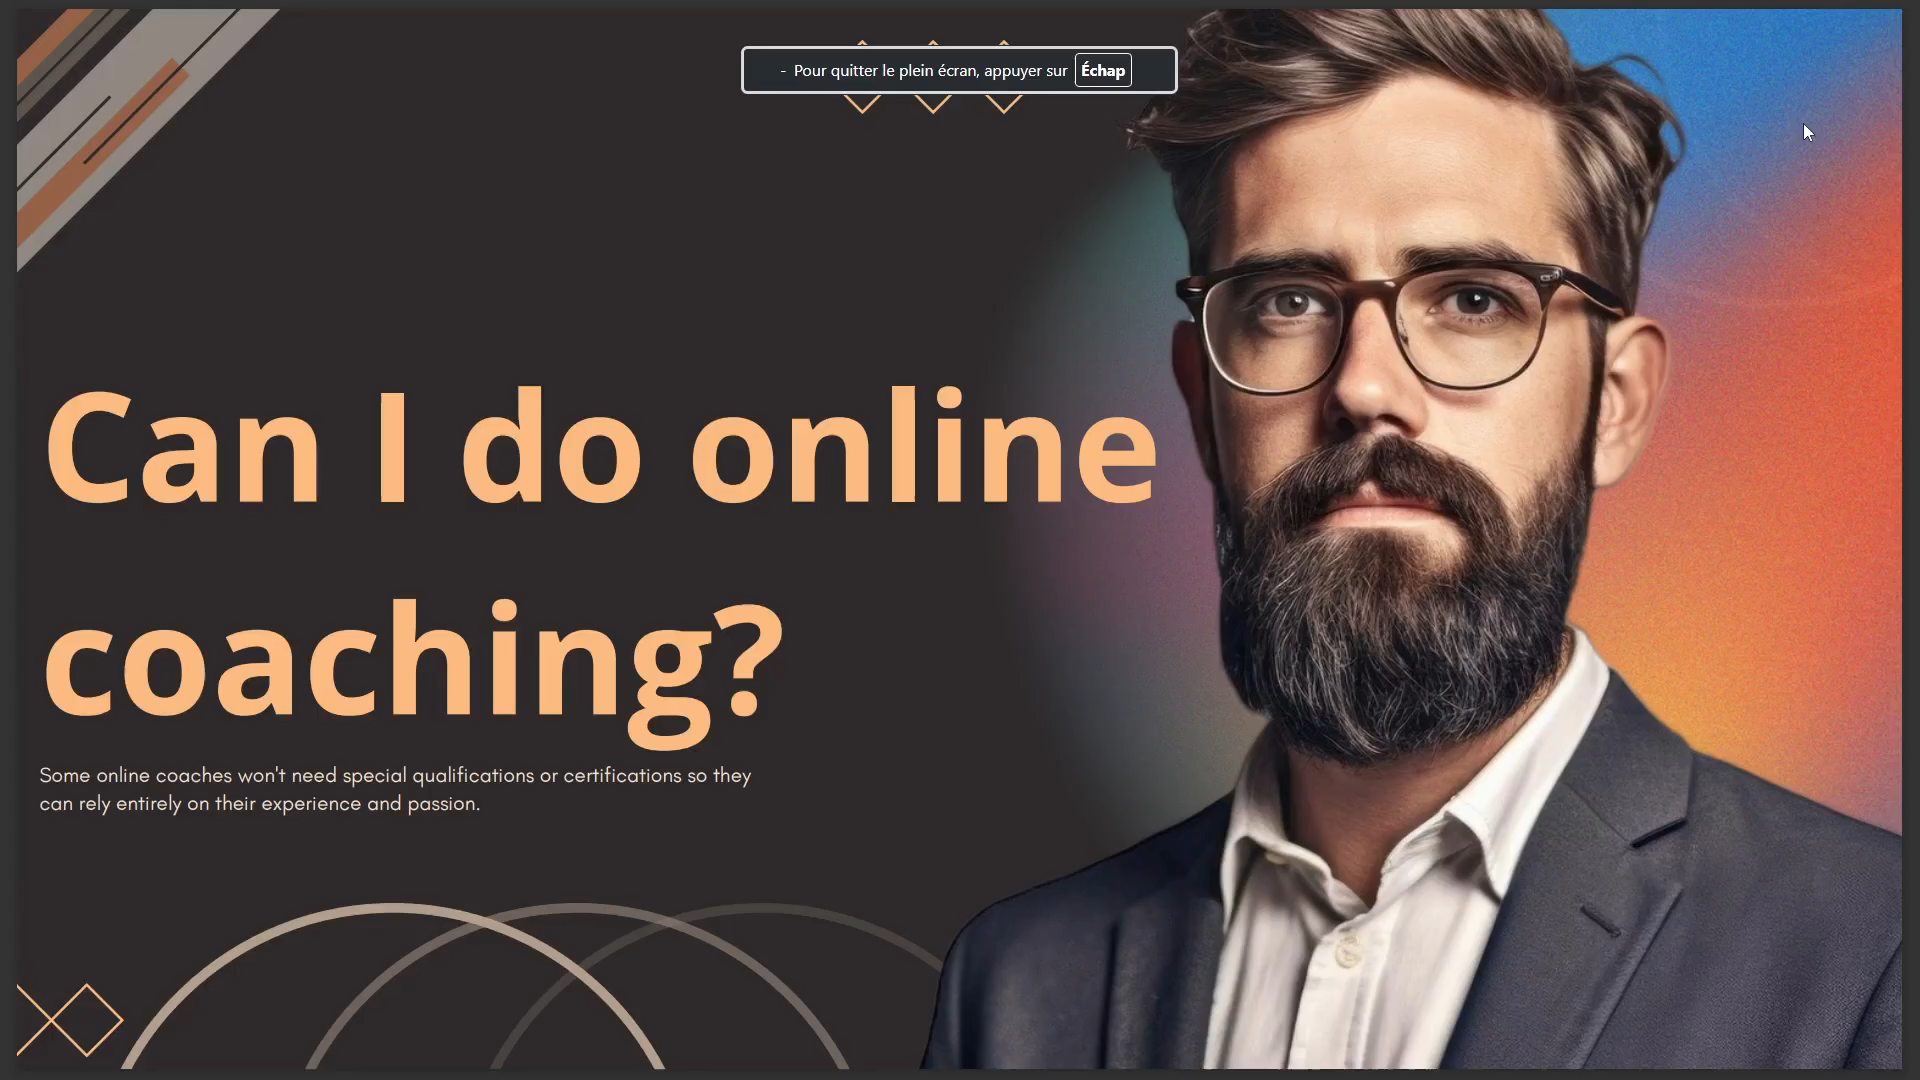 - Pour quitter le plein écran, appuyer sur Échap
Can I do online
coaching?
Some online coaches won't need special qualifications or certifications so they
can rely entirely on their experience and passion.